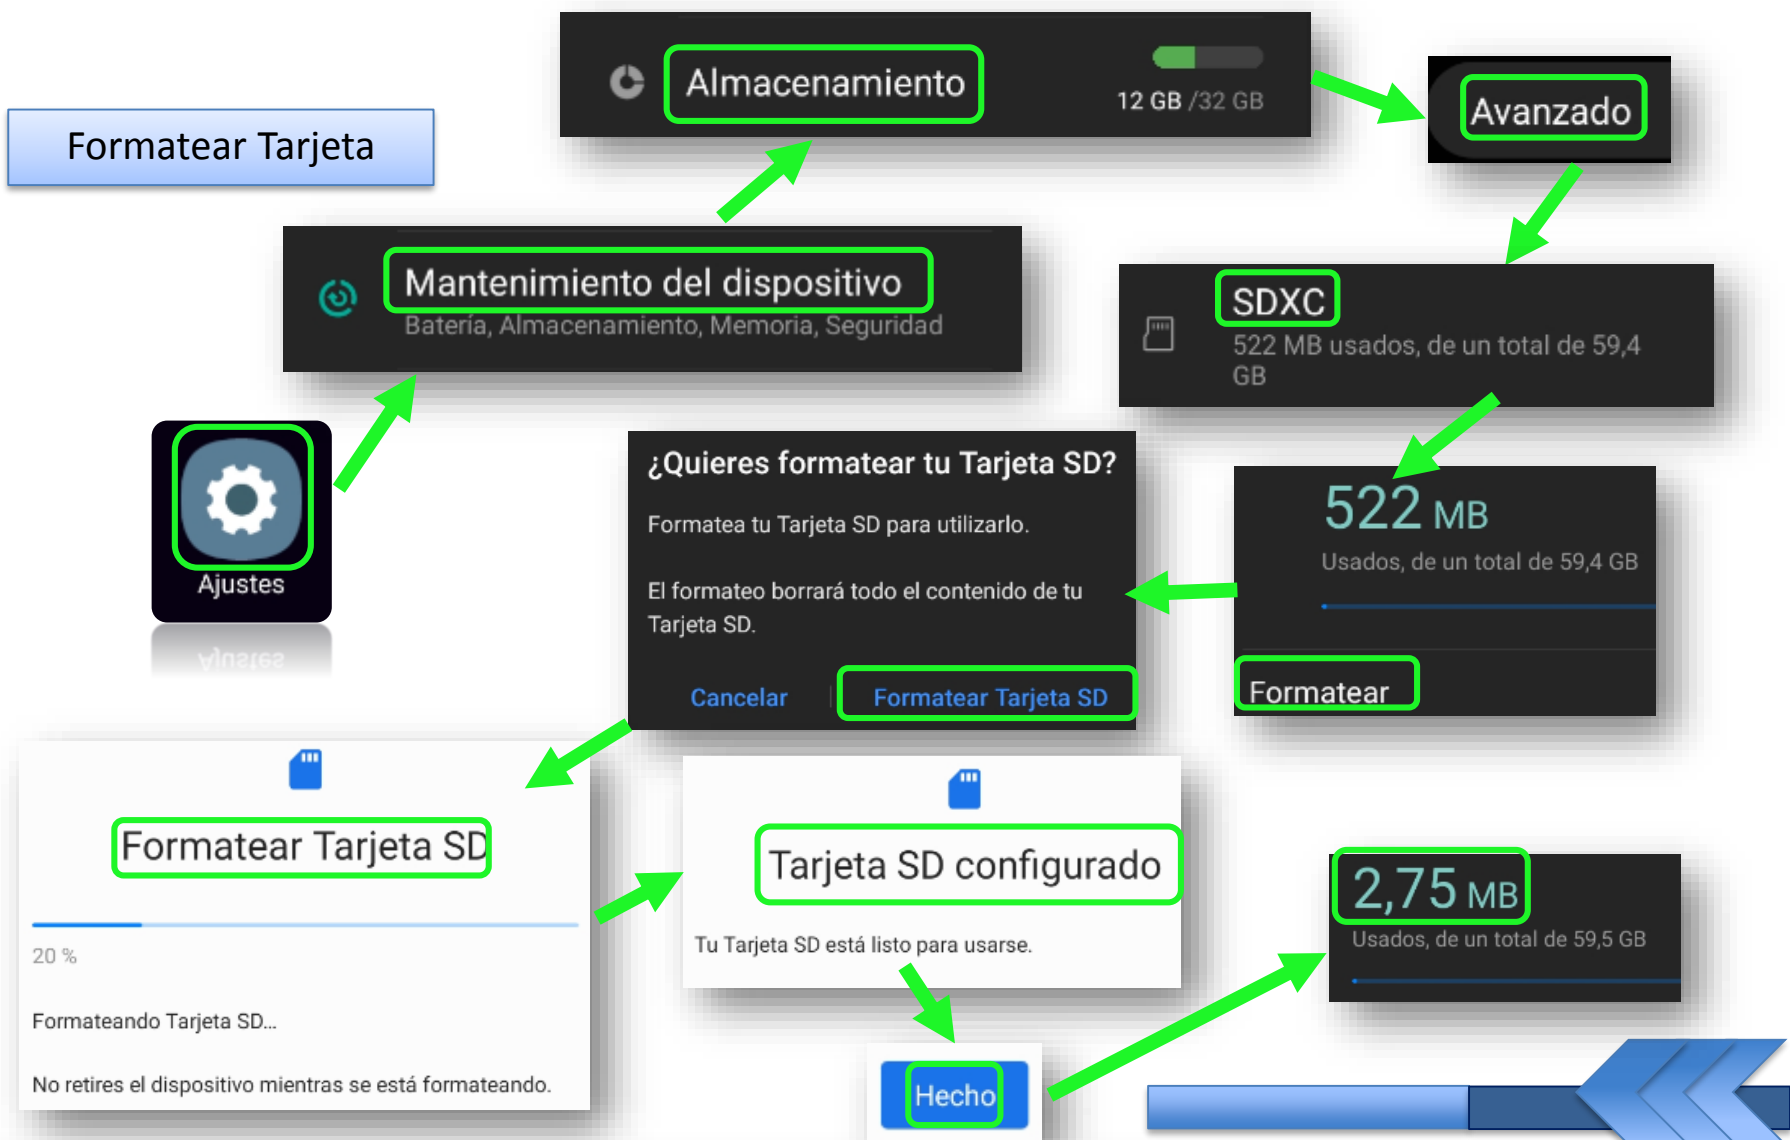 Formatear Tarjeta
Almacenamiento
12 GB /32 GB
Avanzado
Mantenimiento del dispositivo
Batería, Almacenamiento, Memoria, Seguridad
SDXC
522 MB usados, de un total de 59,4
GB
Ajustes
Ajustes
¿Quieres formatear tu Tarjeta SD?
Formatea tu Tarjeta SD para utilizarlo.
El formateo borrará todo el contenido de tu
Tarjeta SD.
Cancelar
Formatear Tarjeta SD
522 MB
Usados, de un total de 59,4 GB
Formatear
Formatear Tarjeta SD
20 %
Formateando Tarjeta SD...
No retires el dispositivo mientras se está formateando.
Tarjeta SD configurado
Tu Tarjeta SD está listo para usarse.
Hecho
2,75 MB
Usados, de un total de 59,5 GB